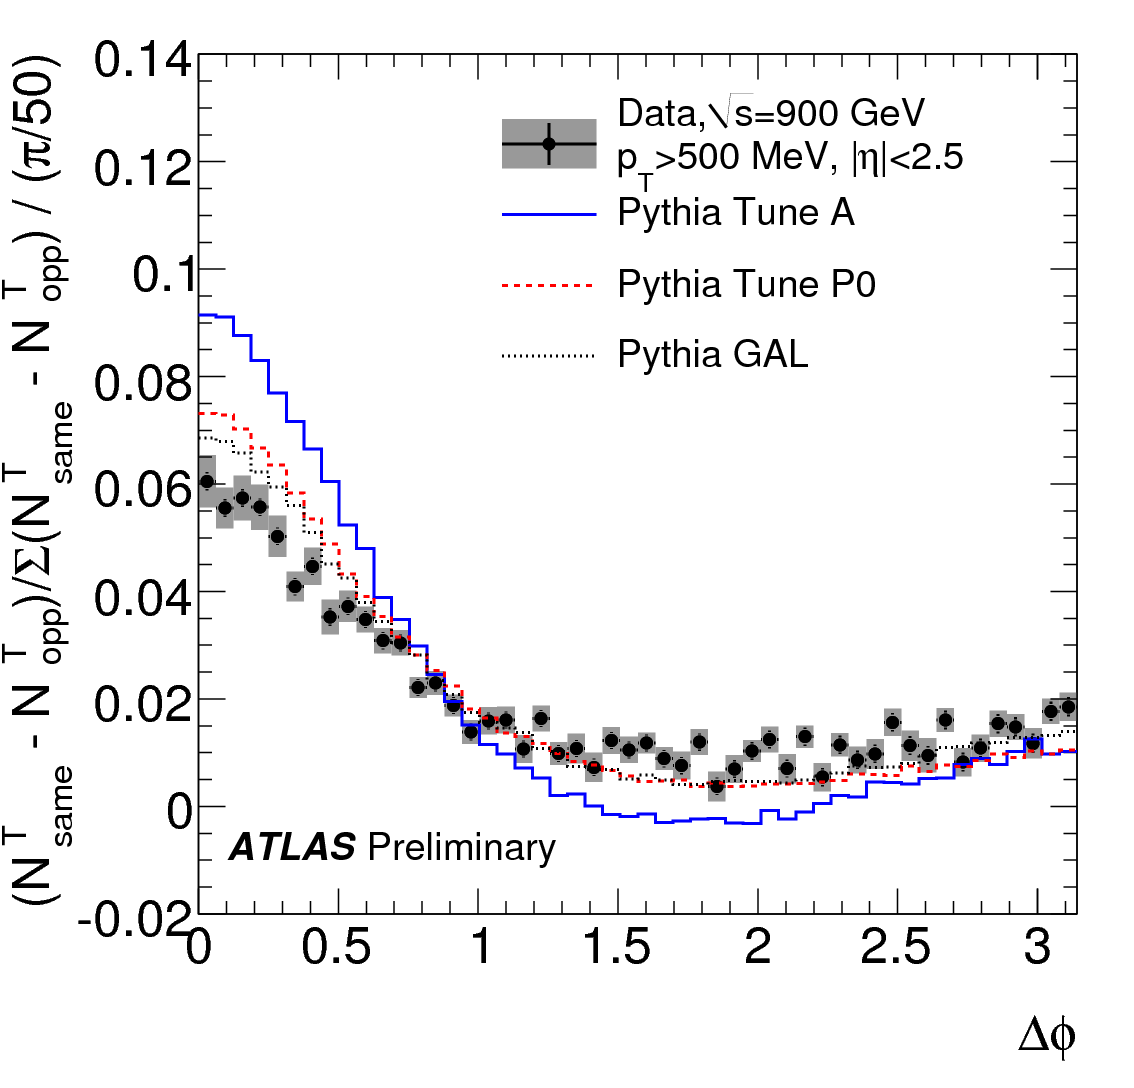 (N^T_same - N^T_opp)/Σ(N^T_same - N^T_opp) / (π/50)
0.14
0.12
0.1
0.08
0.06
0.04
0.02
0
-0.02
Data,√s=900 GeV
p_T>500 MeV, |η|<2.5
Pythia Tune A
Pythia Tune P0
Pythia GAL
ATLAS Preliminary
0 0.5 1 1.5 2 2.5 3
Δϕ